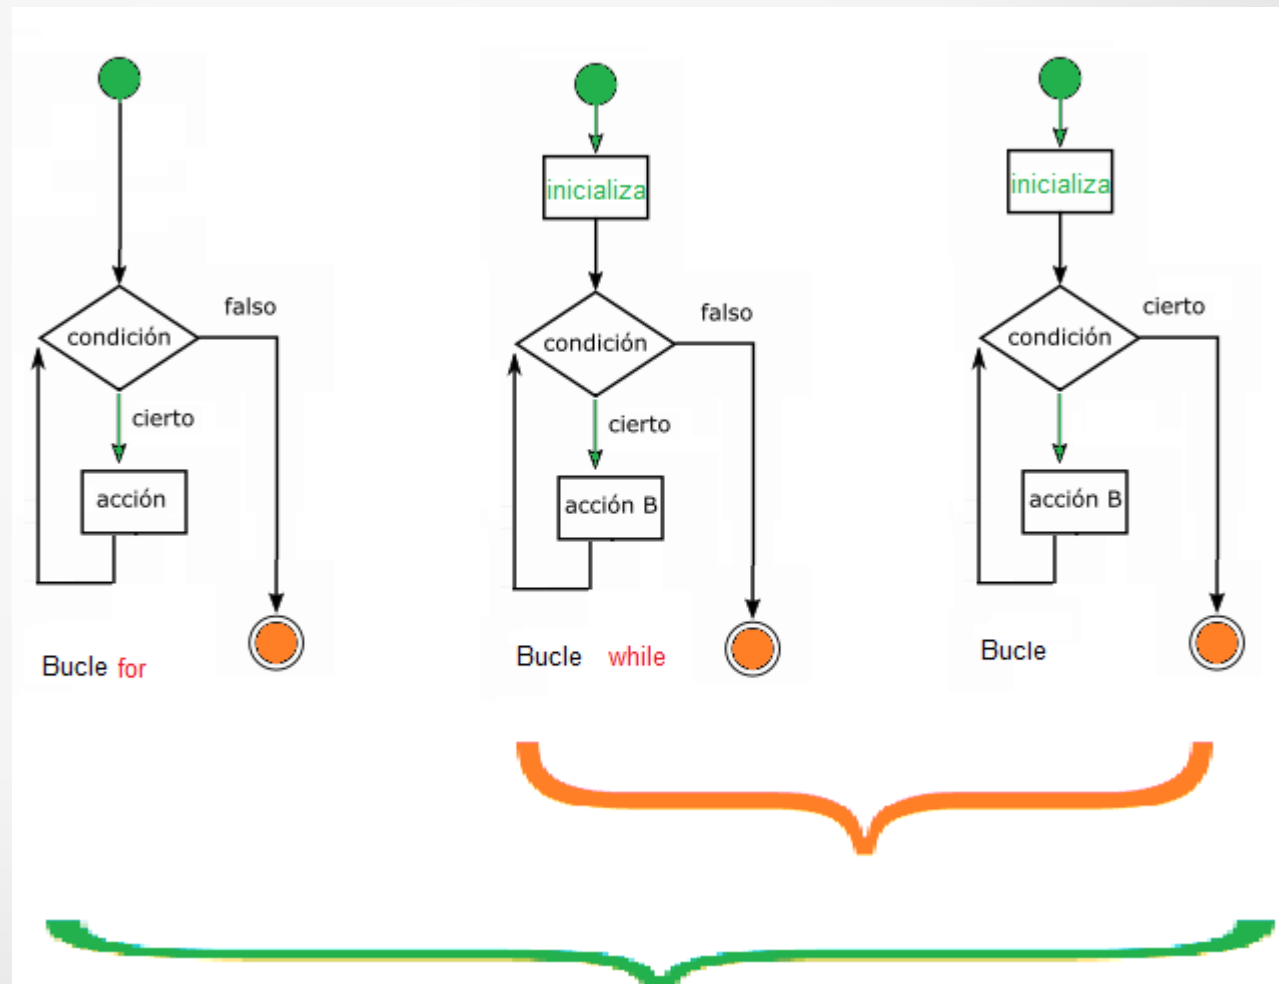 condición
falso
cierto
acción
Bucle for
inicializa
condición
falso
cierto
acción B
Bucle while
inicializa
condición
cierto
acción B
Bucle